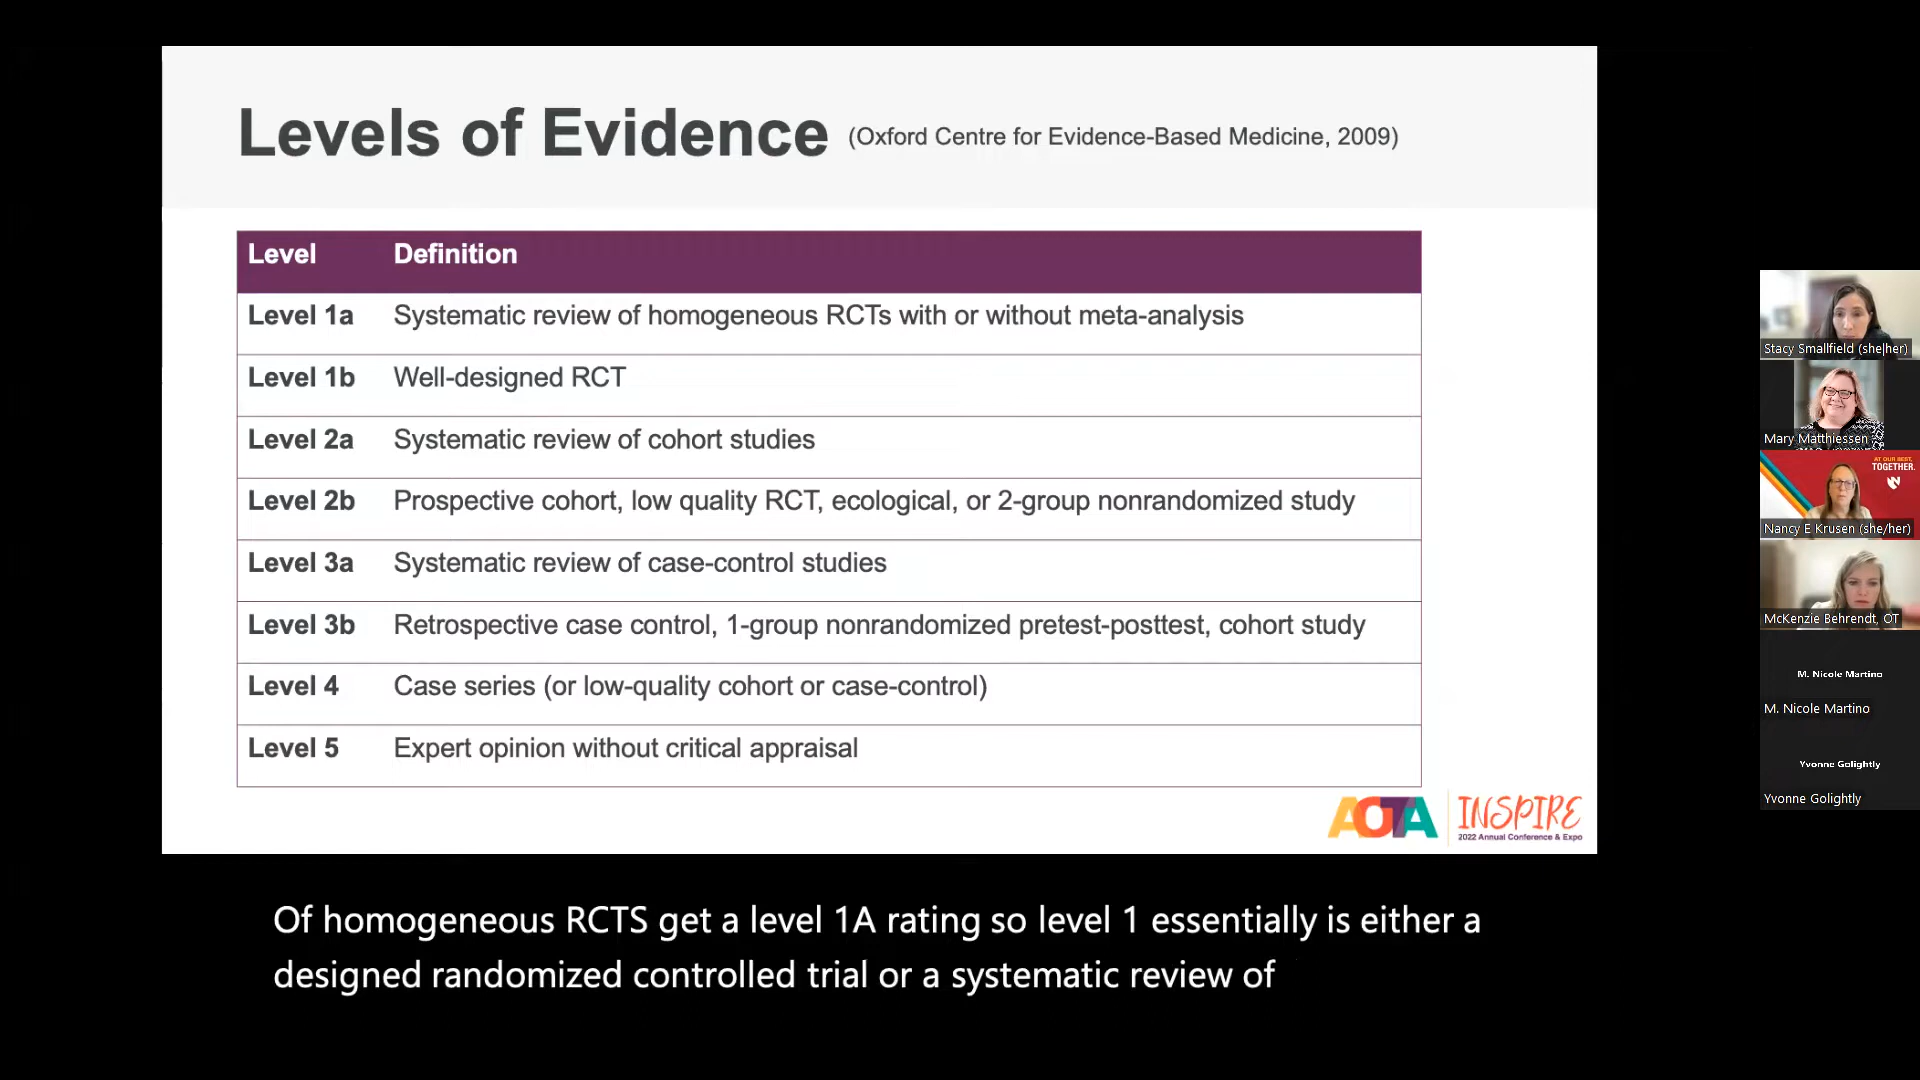 Levels of Evidence (Oxford Centre for Evidence-Based Medicine, 2009)
Level Definition
Level 1a Systematic review of homogeneous RCTs with or without meta-analysis
Level 1b Well-designed RCT
Level 2a Systematic review of cohort studies
Level 2b Prospective cohort, low quality RCT, ecological, or 2-group nonrandomized study
Level 3a Systematic review of case-control studies
Level 3b Retrospective case control, 1-group nonrandomized pretest-posttest, cohort study
Level 4 Case series (or low-quality cohort or case-control)
Level 5 Expert opinion without critical appraisal
AOTA INSPIRE
2022 Annual Conference & Expo
Of homogeneous RCTS get a level 1A rating so level 1 essentially is either a
designed randomized controlled trial or a systematic review of
Stacy Smallfield (she|her)
Mary Matthiessen
AT OUR BEST,
TOGETHER.
N
Nancy E Krusen (she/her)
McKenzie Behrendt, OT
M. Nicole Martino
M. Nicole Martino
Yvonne Golightly
Yvonne Golightly